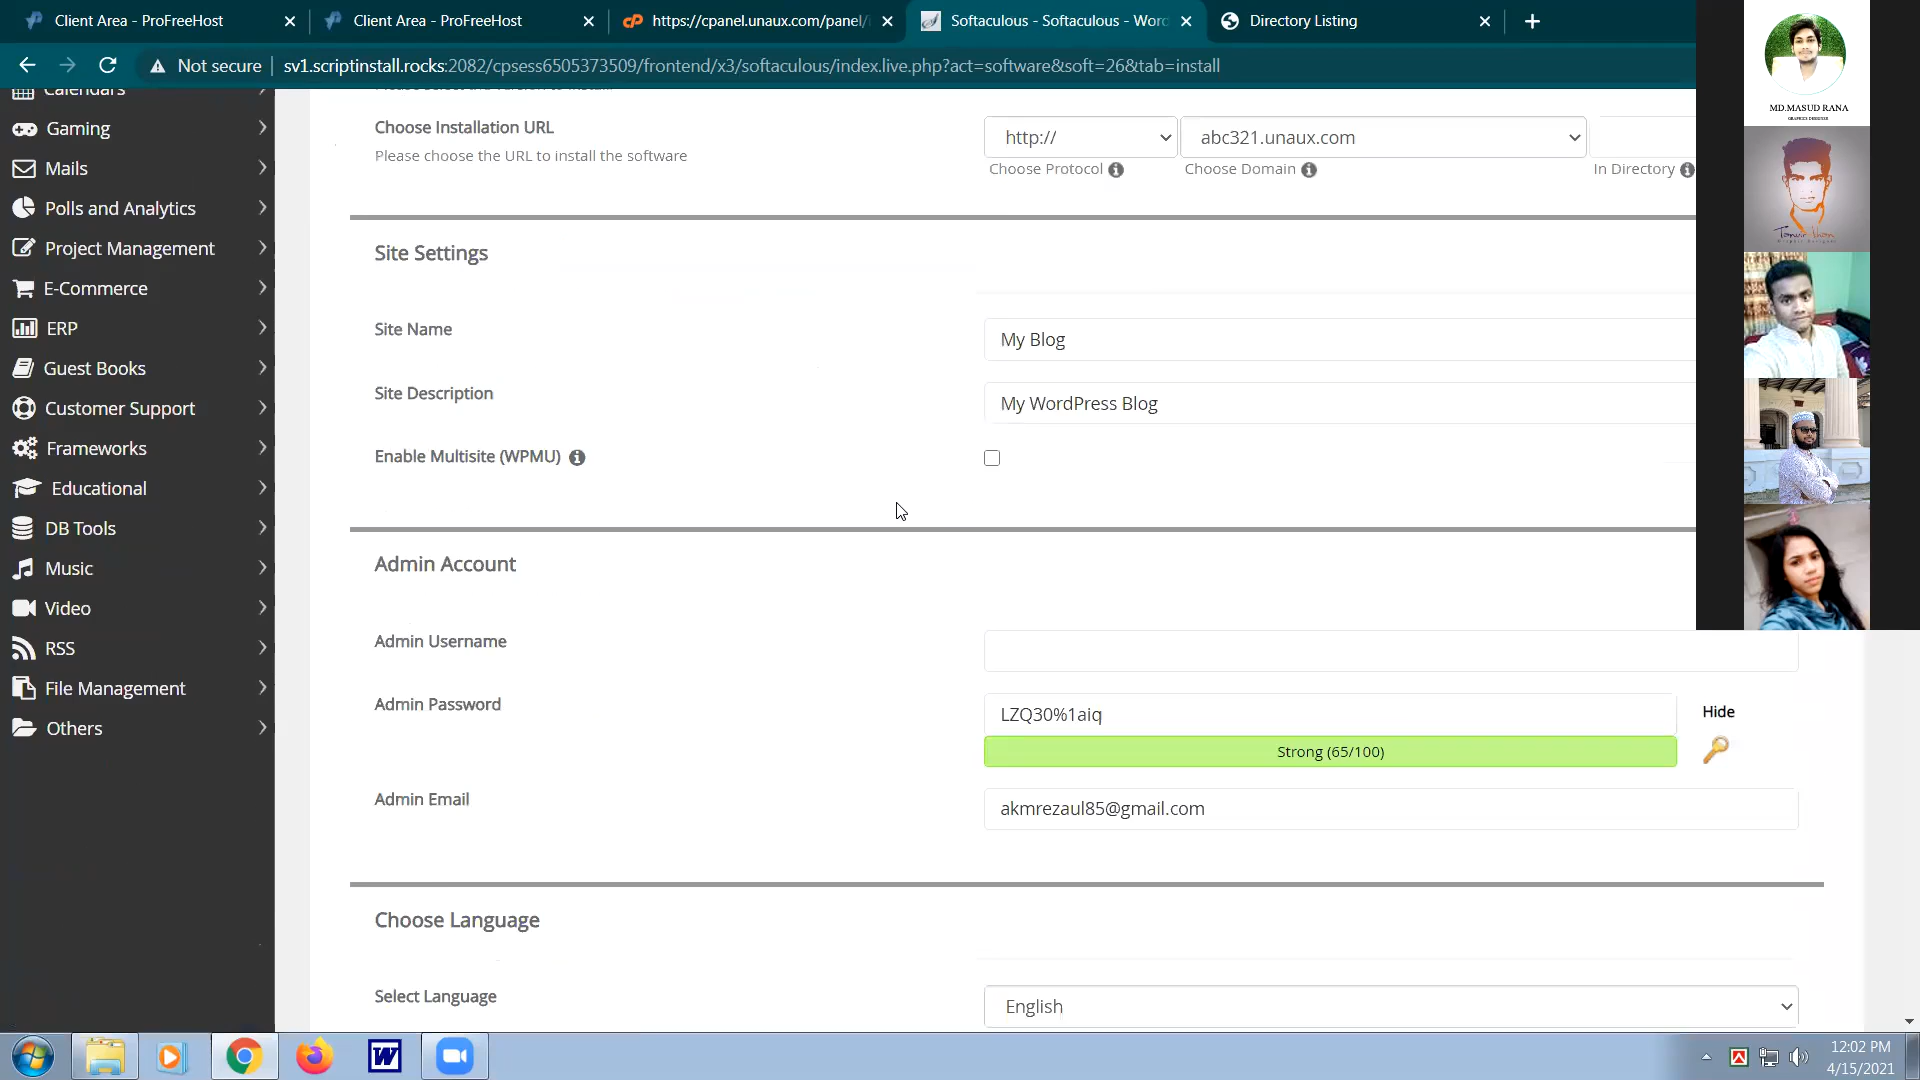 Client Area - ProFreeHost
Client Area - ProFreeHost
cP
https://cpanel.unaux.com/panel/i
Softaculous - Softaculous - Word
Directory Listing
Not secure
sv1.scriptinstall.rocks:2082/cpsess6505373509/frontend/x3/softaculous/index.live.php?act=software&soft=26&tab=install
Calendars
Gaming
Mails
Polls and Analytics
Project Management
E-Commerce
ERP
Guest Books
Customer Support
Frameworks
Educational
DB Tools
Music
Video
RSS
File Management
Others
Choose Installation URL
Please choose the URL to install the software
http://
abc321.unaux.com
Choose Protocol
Choose Domain
In Directory
Site Settings
Site Name
My Blog
Site Description
My WordPress Blog
Enable Multisite (WPMU)
Admin Account
Admin Username
Admin Password
LZQ30%1aiq
Hide
Strong (65/100)
Admin Email
akmrezaul85@gmail.com
Choose Language
Select Language
English
MD.MASUD RANA
GRAPHICS DESIGNER
W
12:02 PM
4/15/2021